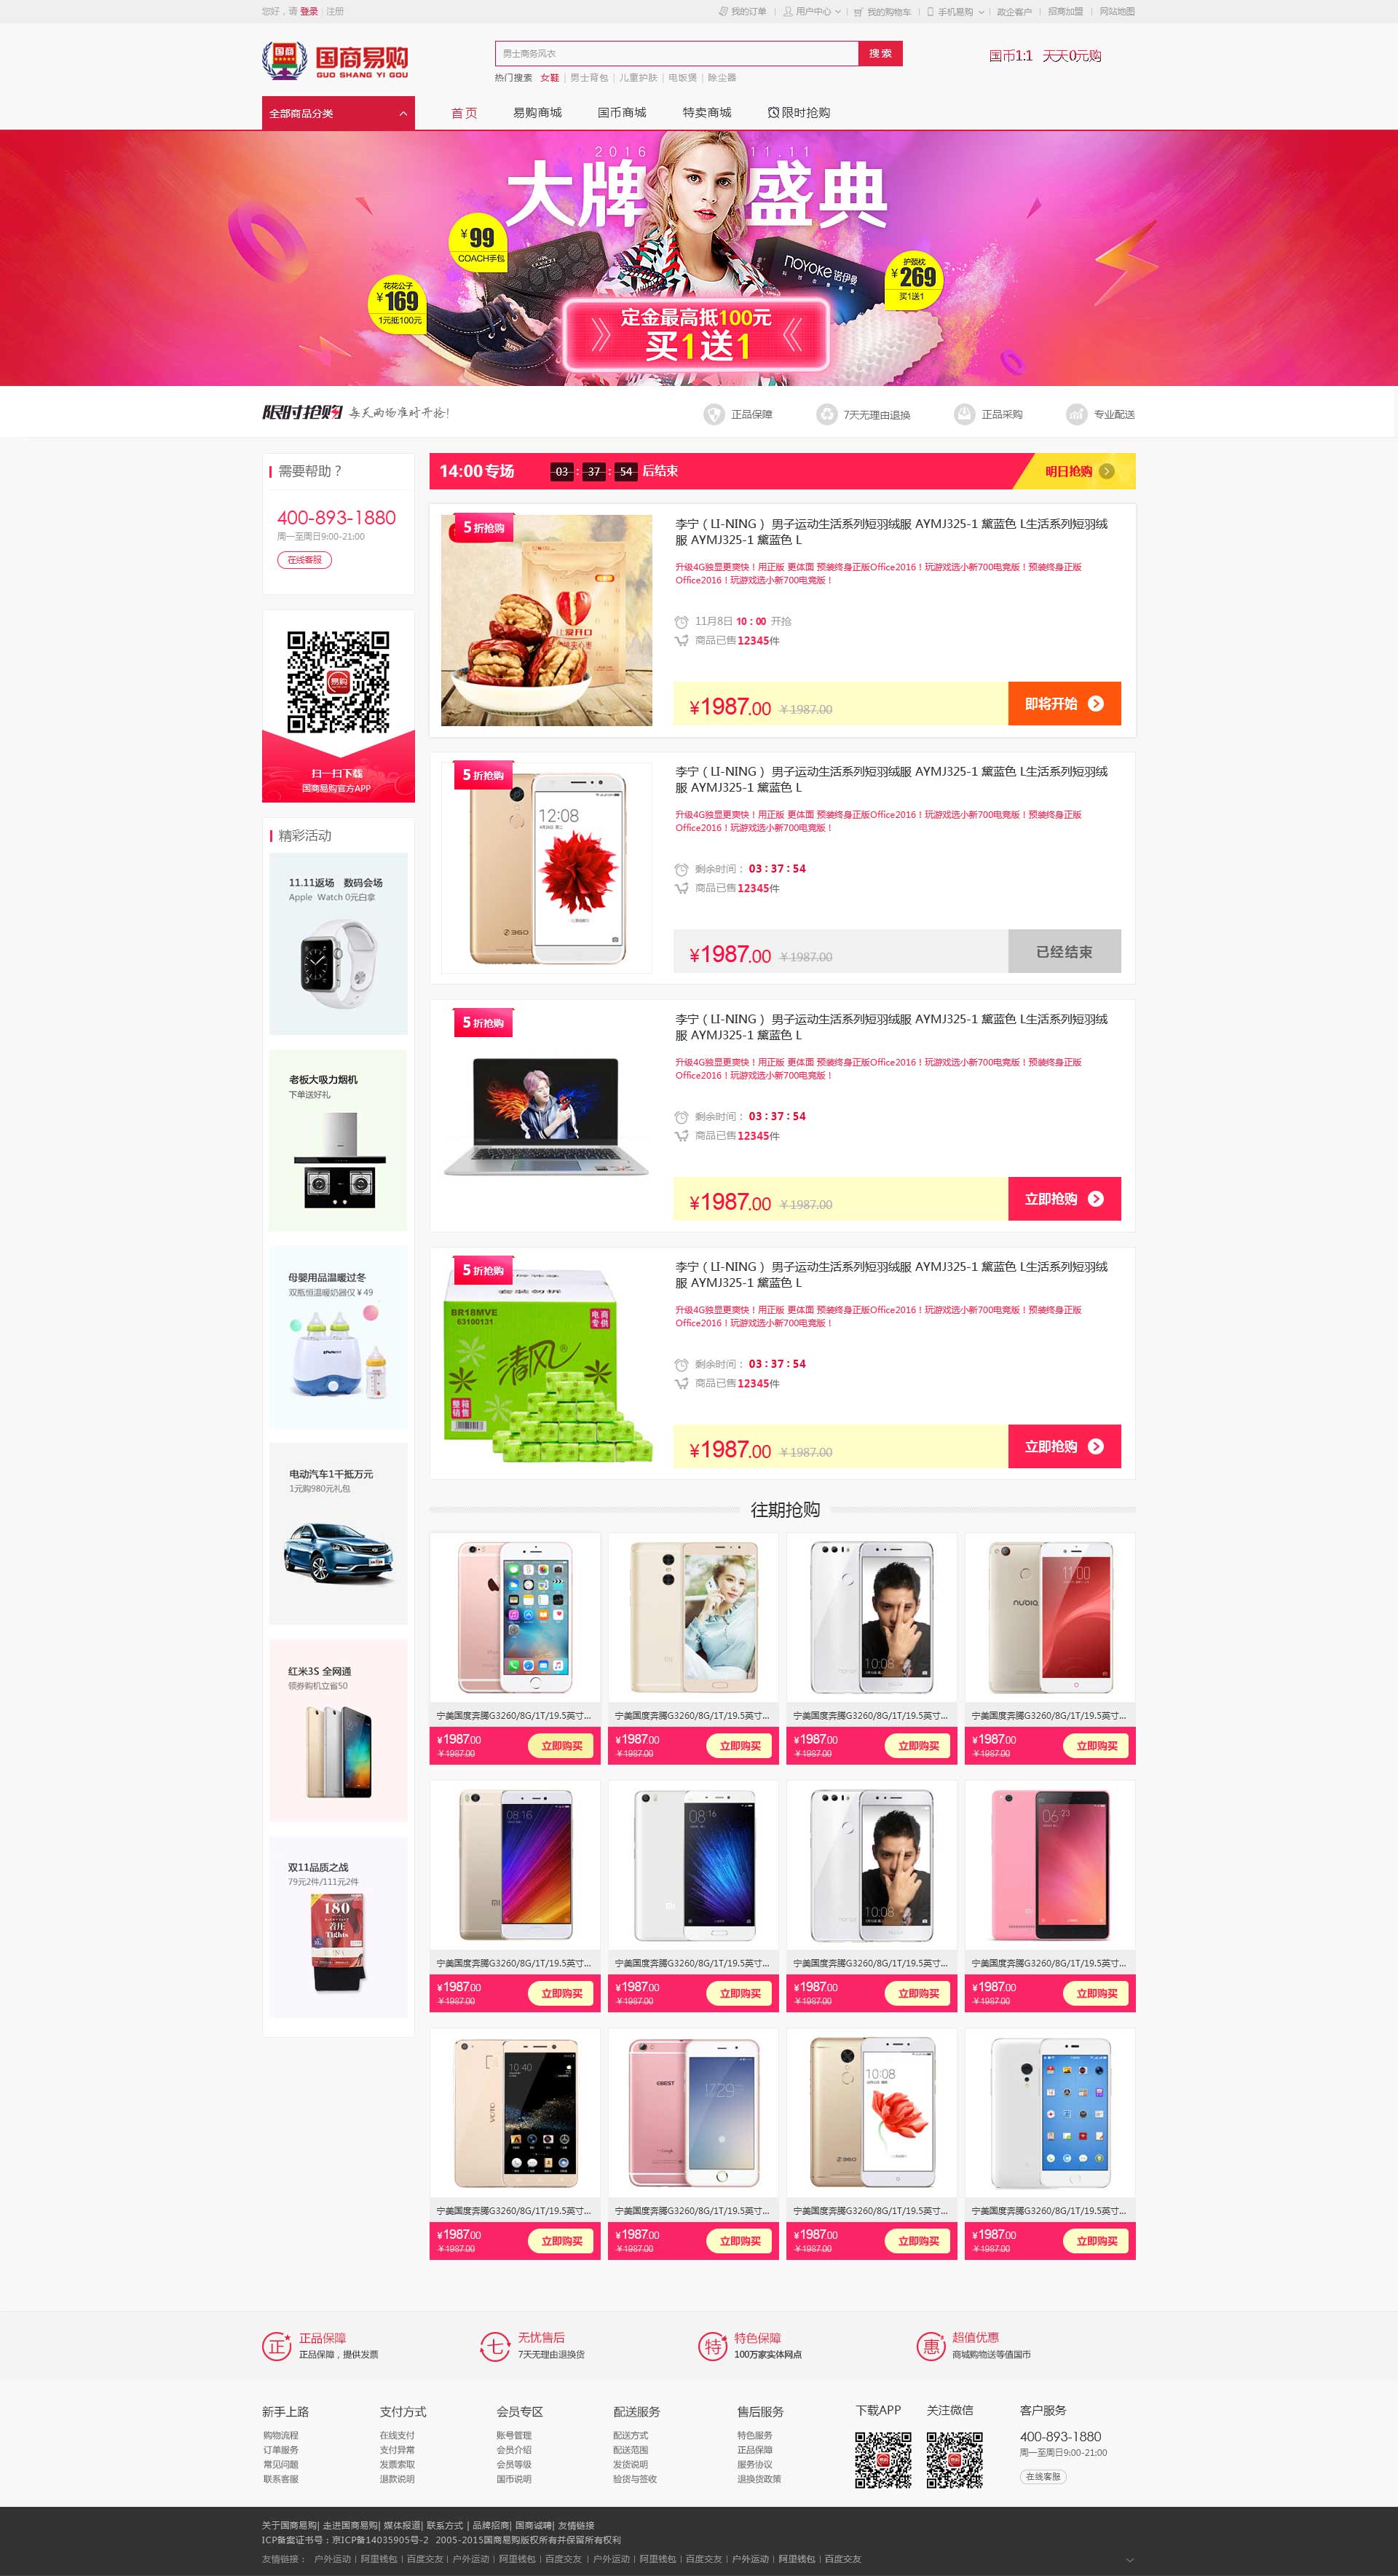 您好，请 登录 | 注册
我的订单 | 用户中心 | 我的购物车 | 手机易购 | 政企客户 | 招商加盟 | 网站地图
国商
国商易购
GUO SHANG YI GOU
男士商务风衣
搜 索
国币1:1 天天0元购
热门搜索 女鞋 | 男士背包 | 儿童护肤 | 电饭煲 | 除尘器
全部商品分类
首 页 易购商城 国币商城 特卖商城 限时抢购
2016 11.11
大牌 盛典
¥99
COACH手包
花花公子
¥169
1元抵100元
NOYOKE 诺伊曼
护颈枕
¥269
买1送1
定金最高抵100元
买1送1
限时抢购 每天两场准时开抢!
正品保障 7天无理由退换 正品采购 专业配送
需要帮助？
400-893-1880
周一至周日9:00-21:00
在线客服
易购
扫一扫下载
国商易购官方APP
精彩活动
11.11返场 数码会场
Apple Watch 0元白拿
老板大吸力烟机
下单送好礼
母婴用品温暖过冬
双瓶恒温暖奶器仅￥49
电动汽车1千抵万元
1元购980元礼包
红米3S 全网通
领券购机立省50
双11品质之战
79元2件/111元2件
180
着圧
Tights
14:00专场 03 : 37 : 54 后结束
明日抢购
5折抢购
让爱开口
李宁（LI-NING ） 男子运动生活系列短羽绒服 AYMJ325-1 黛蓝色 L生活系列短羽绒
服 AYMJ325-1 黛蓝色 L
升级4G独显更爽快！用正版 更体面 预装终身正版Office2016！玩游戏选小新700电竞版！预装终身正版
Office2016！玩游戏选小新700电竞版！
11月8日 10：00 开抢
商品已售12345件
¥1987.00 ￥1987.00
即将开始
5折抢购
12:08
360
李宁（LI-NING ） 男子运动生活系列短羽绒服 AYMJ325-1 黛蓝色 L生活系列短羽绒
服 AYMJ325-1 黛蓝色 L
升级4G独显更爽快！用正版 更体面 预装终身正版Office2016！玩游戏选小新700电竞版！预装终身正版
Office2016！玩游戏选小新700电竞版！
剩余时间： 03 : 37 : 54
商品已售12345件
¥1987.00 ￥1987.00
已经结束
5折抢购
李宁（LI-NING ） 男子运动生活系列短羽绒服 AYMJ325-1 黛蓝色 L生活系列短羽绒
服 AYMJ325-1 黛蓝色 L
升级4G独显更爽快！用正版 更体面 预装终身正版Office2016！玩游戏选小新700电竞版！预装终身正版
Office2016！玩游戏选小新700电竞版！
剩余时间： 03 : 37 : 54
商品已售12345件
¥1987.00 ￥1987.00
立即抢购
5折抢购
BR18MVE
63100131
电商专供
清风
整箱销售
李宁（LI-NING ） 男子运动生活系列短羽绒服 AYMJ325-1 黛蓝色 L生活系列短羽绒
服 AYMJ325-1 黛蓝色 L
升级4G独显更爽快！用正版 更体面 预装终身正版Office2016！玩游戏选小新700电竞版！预装终身正版
Office2016！玩游戏选小新700电竞版！
剩余时间： 03 : 37 : 54
商品已售12345件
¥1987.00 ￥1987.00
立即抢购
往期抢购
honor 10:08 nubia 11:00
宁美国度奔腾G3260/8G/1T/19.5英寸... 宁美国度奔腾G3260/8G/1T/19.5英寸... 宁美国度奔腾G3260/8G/1T/19.5英寸... 宁美国度奔腾G3260/8G/1T/19.5英寸...
¥1987.00 立即购买 ¥1987.00 立即购买 ¥1987.00 立即购买 ¥1987.00 立即购买
￥1987.00 ￥1987.00 ￥1987.00 ￥1987.00
08:16 08:16 honor 10:08 06:23
宁美国度奔腾G3260/8G/1T/19.5英寸... 宁美国度奔腾G3260/8G/1T/19.5英寸... 宁美国度奔腾G3260/8G/1T/19.5英寸... 宁美国度奔腾G3260/8G/1T/19.5英寸...
¥1987.00 立即购买 ¥1987.00 立即购买 ¥1987.00 立即购买 ¥1987.00 立即购买
￥1987.00 ￥1987.00 ￥1987.00 ￥1987.00
VOTO 10:40 EBEST 17:29 360 10:08
宁美国度奔腾G3260/8G/1T/19.5英寸... 宁美国度奔腾G3260/8G/1T/19.5英寸... 宁美国度奔腾G3260/8G/1T/19.5英寸... 宁美国度奔腾G3260/8G/1T/19.5英寸...
¥1987.00 立即购买 ¥1987.00 立即购买 ¥1987.00 立即购买 ¥1987.00 立即购买
￥1987.00 ￥1987.00 ￥1987.00 ￥1987.00
正 正品保障 七 无忧售后 特 特色保障 惠 超值优惠
正品保障，提供发票 7天无理由退换货 100万家实体网点 商城购物送等值国币
新手上路 支付方式 会员专区 配送服务 售后服务 下载APP 关注微信 客户服务
购物流程 在线支付 账号管理 配送方式 特色服务 400-893-1880
订单服务 支付异常 会员介绍 配送范围 正品保障 周一至周日9:00-21:00
常见问题 发票索取 会员等级 发货说明 服务协议
联系客服 退款说明 国币说明 验货与签收 退换货政策 在线客服
关于国商易购| 走进国商易购| 媒体报道| 联系方式 | 品牌招商| 国商诚聘| 友情链接
ICP备案证书号：京ICP备14035905号-2 2005-2015国商易购版权所有并保留所有权利
友情链接： 户外运动 | 阿里钱包 | 百度交友 | 户外运动 | 阿里钱包 | 百度交友 | 户外运动 | 阿里钱包 | 百度交友 | 户外运动 | 阿里钱包 | 百度交友